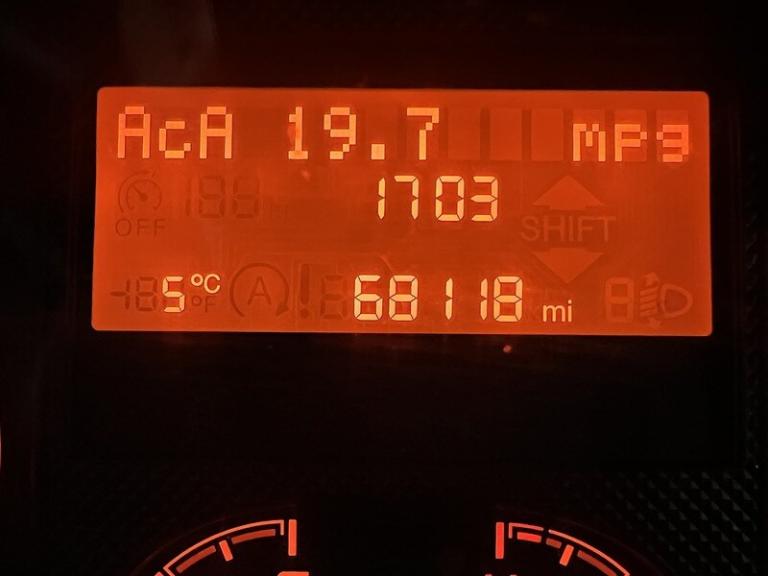 AcA 19.7 mpg
1703
OFF SHIFT
5 °C °F A ! 68118 mi